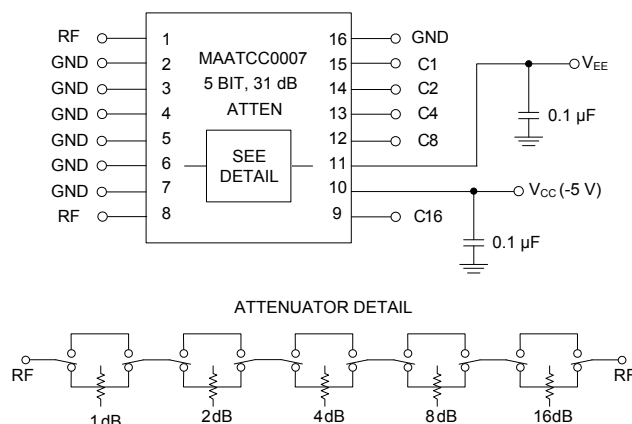 RF 1 16 GND
GND 2 MAATCC0007 15 C1
GND 3 5 BIT, 31 dB 14 C2
GND 4 ATTEN 13 C4
GND 5 12 C8
GND 6 SEE DETAIL 11
GND 7 10
RF 8 9 C16
VEE
0.1 µF
VCC (-5 V)
0.1 µF
ATTENUATOR DETAIL
RF RF
1dB 2dB 4dB 8dB 16dB